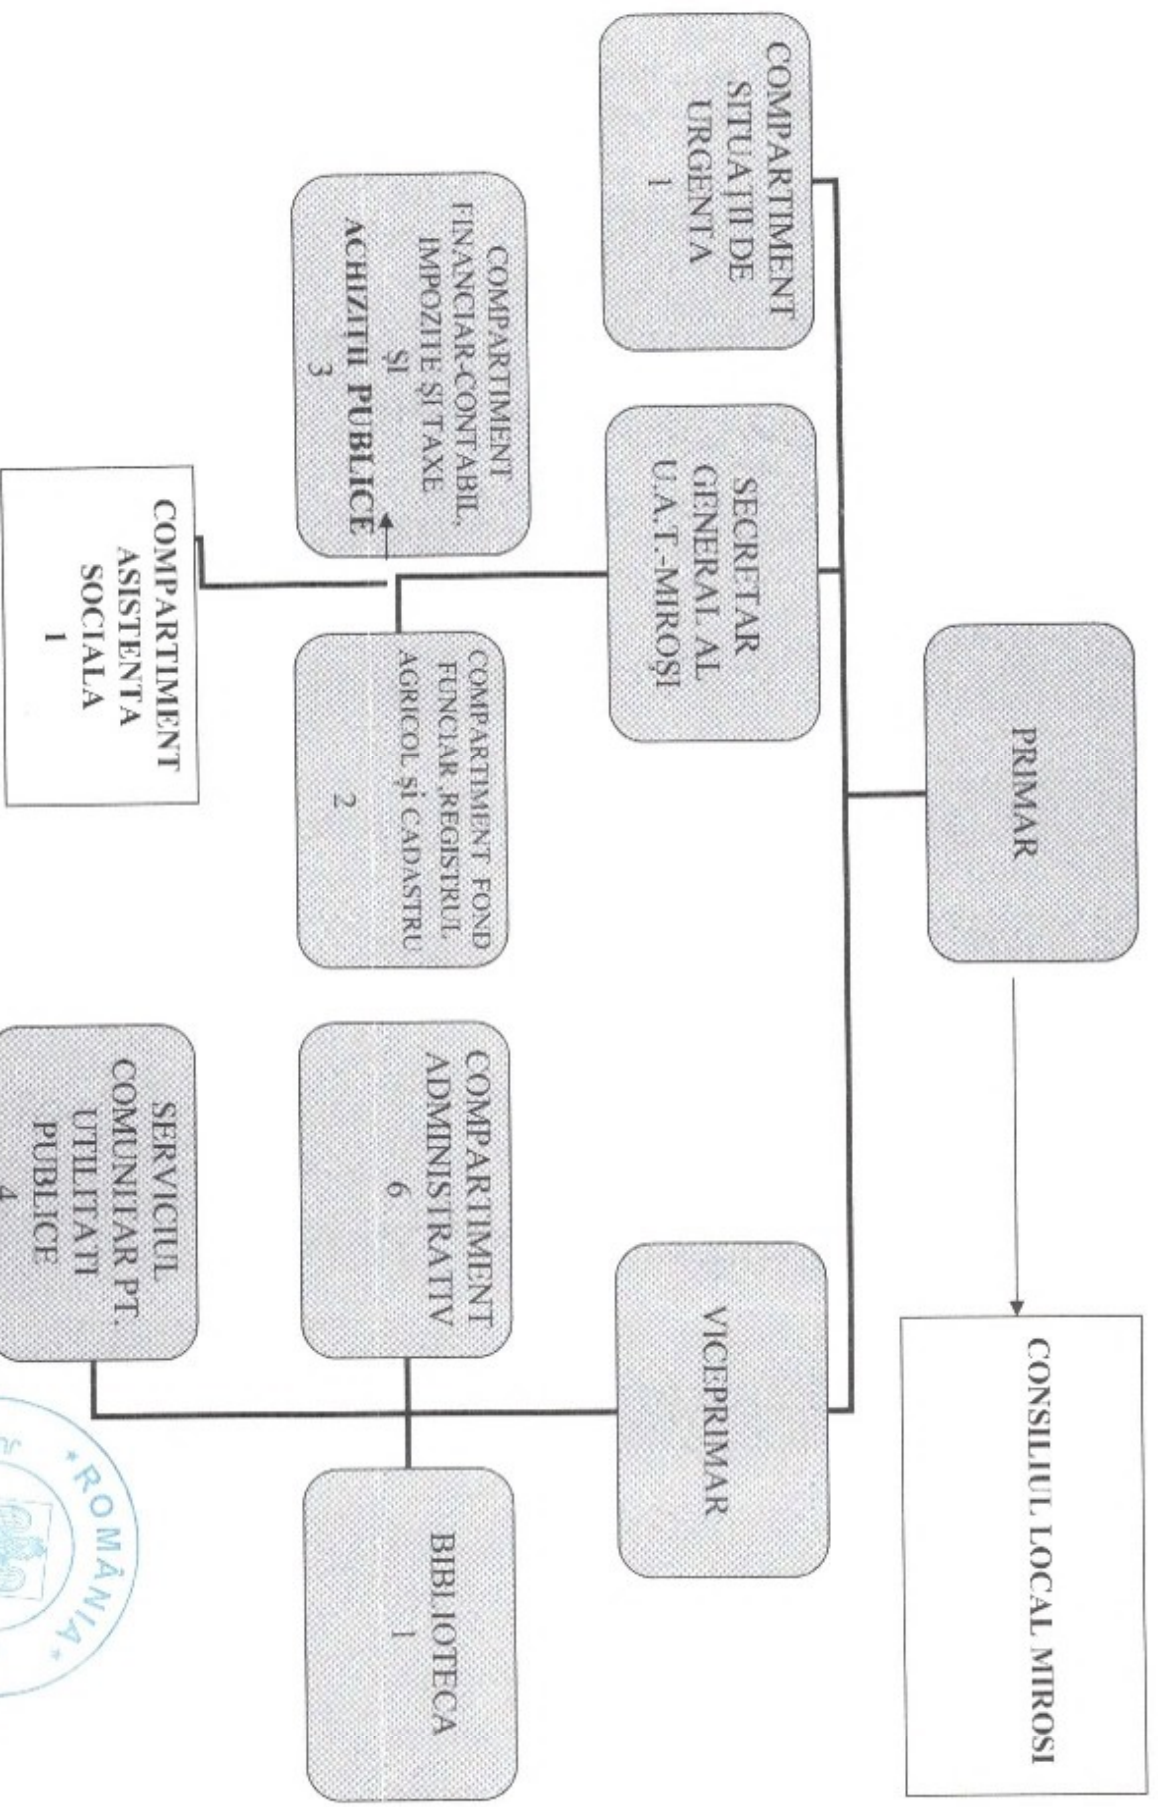 CONSILIUL LOCAL MIROSI
PRIMAR
COMPARTIMENT
SITUAȚII DE
URGENTA
1
SECRETAR
GENERAL AL
U.A.T.-MIROȘI
VICEPRIMAR
COMPARTIMENT
FINANCIAR-CONTABIL,
IMPOZITE ȘI TAXE
ȘI
ACHIZIȚII PUBLICE
3
COMPARTIMENT FOND
FUNCIAR ,REGISTRUL
AGRICOL și CADASTRU
2
COMPARTIMENT
ADMINISTRATIV
6
BIBLIOTECA
1
COMPARTIMENT
ASISTENTA
SOCIALA
1
SERVICIUL
COMUNITAR PT.
UTILITATI
PUBLICE
4
*ROMÂNIA*